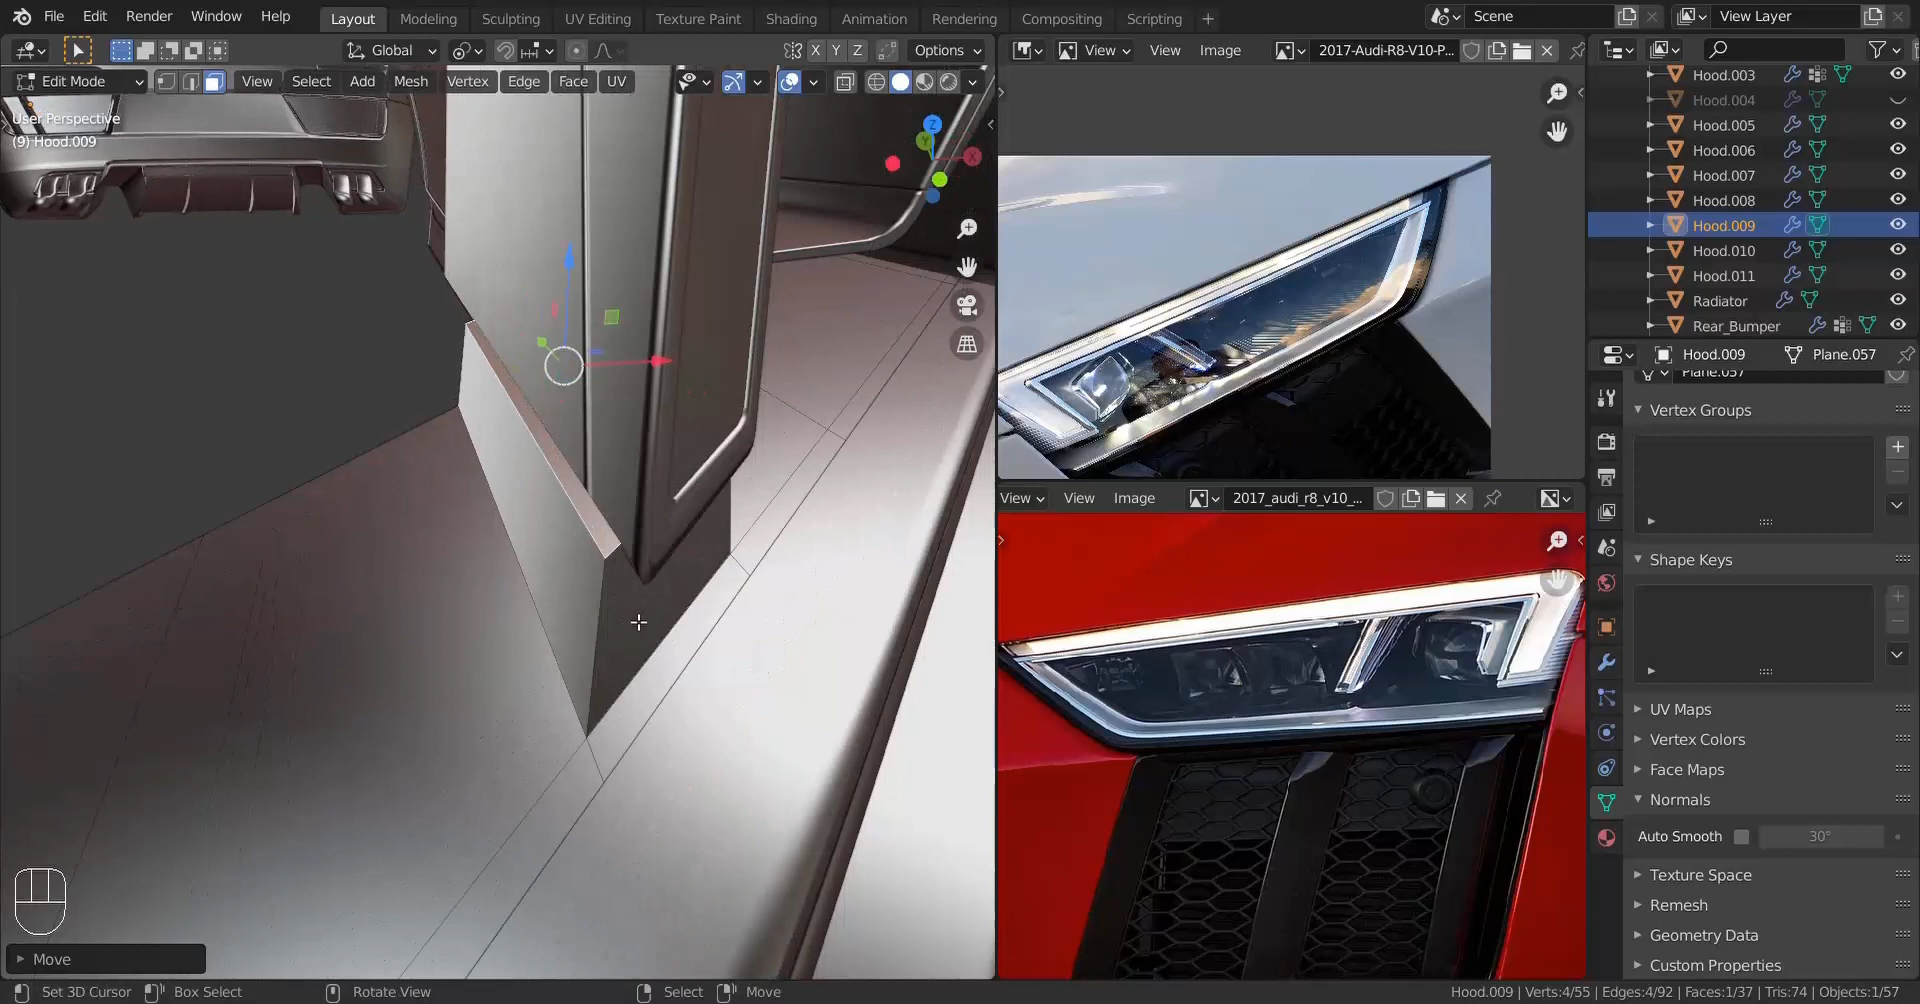 File Edit Render Window Help Layout Modeling Sculpting UV Editing Texture Paint Shading Animation Rendering Compositing Scripting + Scene View Layer
Global X Y Z Options View View Image 2017-Audi-R8-V10-P...
Edit Mode View Select Add Mesh Vertex Edge Face UV
User Perspective
(9) Hood.009
Z
Y
X
Hood.003
Hood.004
Hood.005
Hood.006
Hood.007
Hood.008
Hood.009
Hood.010
Hood.011
Radiator
Rear_Bumper
Hood.009 Plane.057
Plane.057
Vertex Groups
View View Image 2017_audi_r8_v10_...
Shape Keys
UV Maps
Vertex Colors
Face Maps
Normals
Auto Smooth 30°
Texture Space
Remesh
Geometry Data
Custom Properties
Move
Set 3D Cursor Box Select Rotate View Select Move Hood.009 | Verts:4/55 | Edges:4/92 | Faces:1/37 | Tris:74 | Objects:1/57